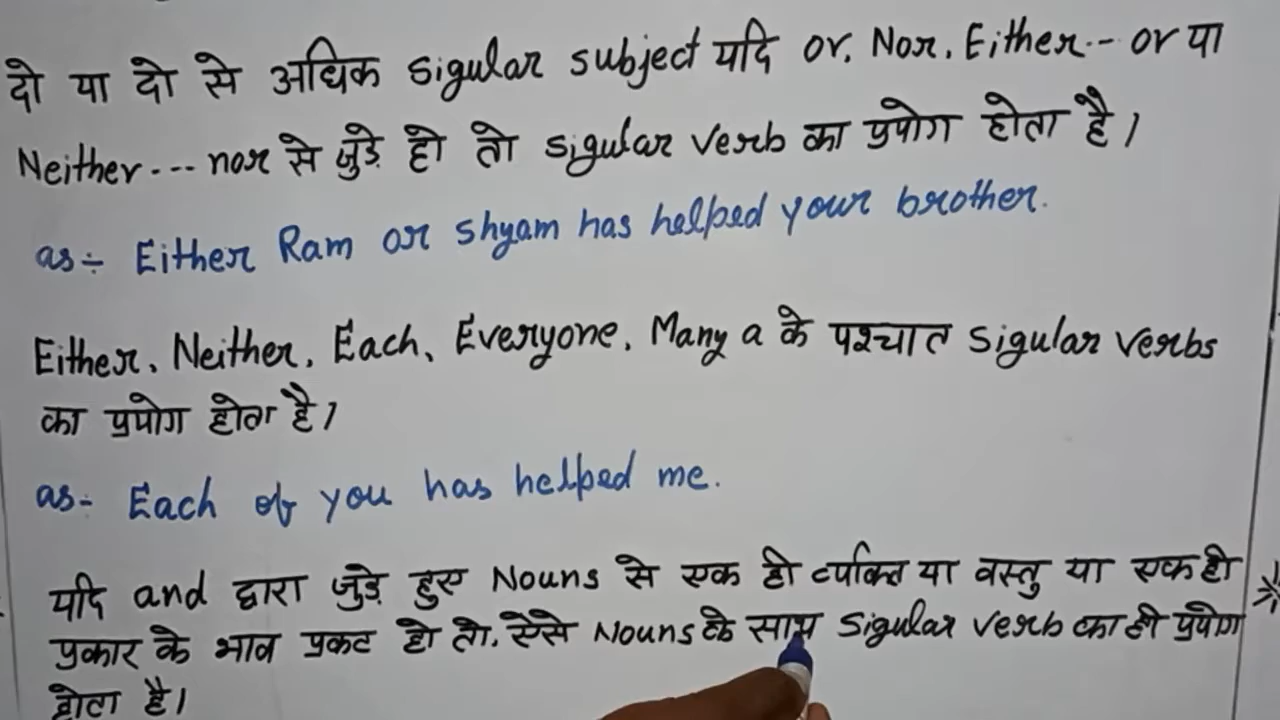 दो या दो से अधिक sigular subject यदि or, Nor, Either -- or या
Neither --- nor से जुड़े हो तो sigular verb का प्रयोग होता है।
as:- Either Ram or shyam has helped your brother.
Either, Neither, Each, Everyone, Many a के पश्चात sigular verbs
का प्रयोग होता है।
as- Each of you has helped me.
यदि and द्वारा जुड़े हुए Nouns से एक ही व्यक्ति या वस्तु या एक ही
प्रकार के भाव प्रकट हो तो, ऐसे Nouns के साथ sigular verb का ही प्रयोग
होता है।